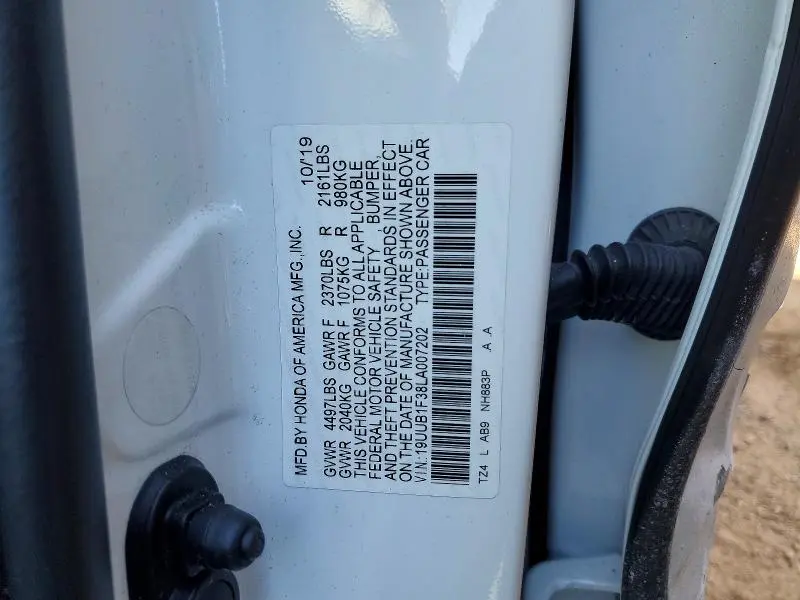 MFD.BY HONDA OF AMERICA MFG.,INC. 10/'19
GVWR 4497LBS GAWR F 2370LBS R 2161LBS
GVWR 2040KG GAWR F 1075KG R 980KG
THIS VEHICLE CONFORMS TO ALL APPLICABLE
FEDERAL MOTOR VEHICLE SAFETY , BUMPER,
AND THEFT PREVENTION STANDARDS IN EFFECT
ON THE DATE OF MANUFACTURE SHOWN ABOVE.
VIN:19UUB1F38LA007202 TYPE:PASSENGER CAR
TZ4 L AB9 NH883P A .A